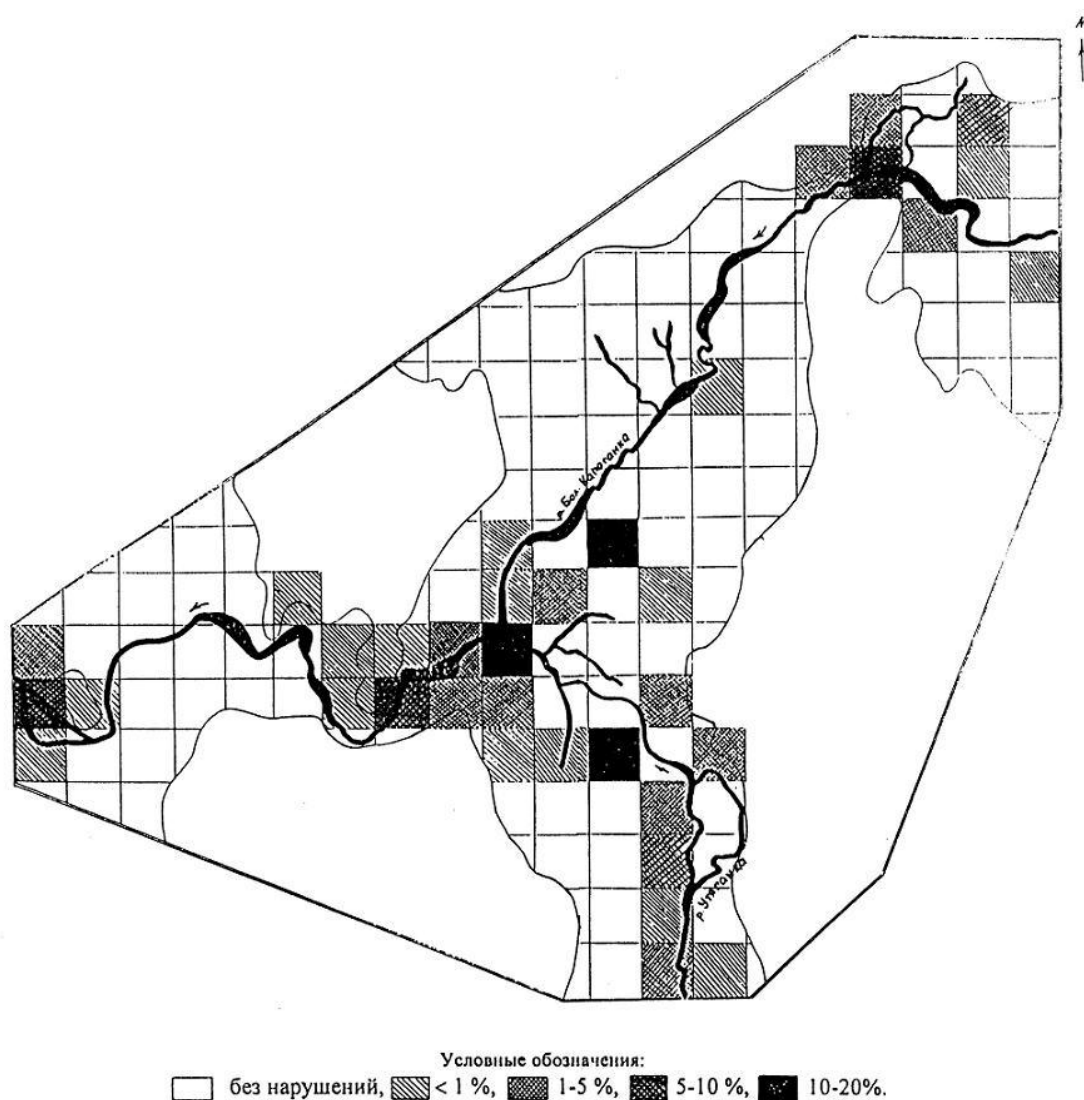 N
р. Бол. Караганка
р. Утяганка
Условные обозначения:
без нарушений, < 1 %, 1-5 %, 5-10 %, 10-20%.